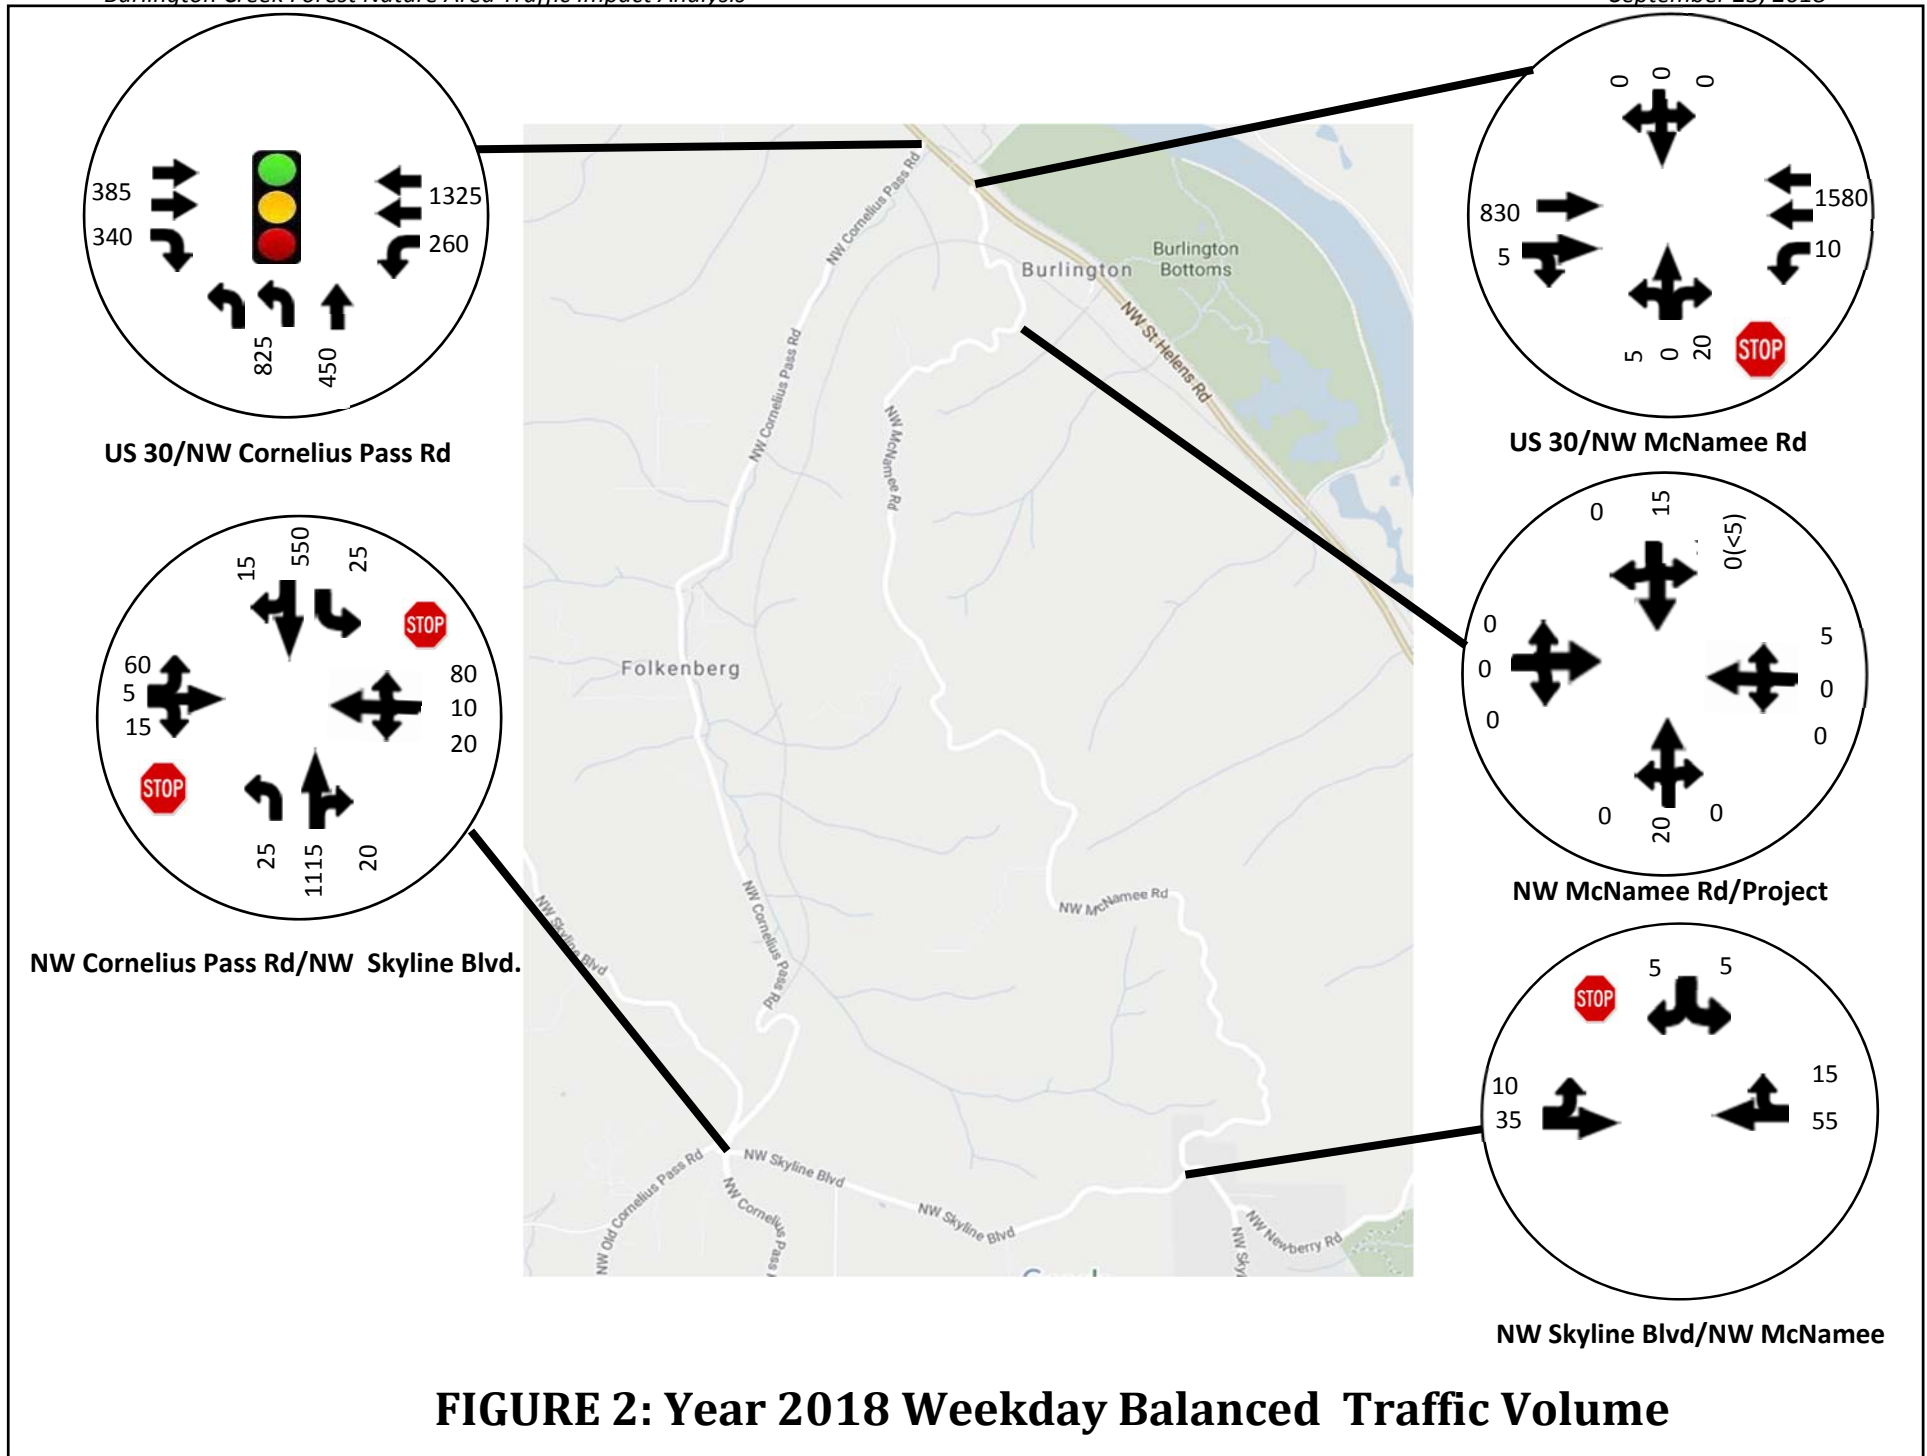 385
340
1325
260
825
450
US 30/NW Cornelius Pass Rd
0
0
0
830
5
1580
10
5
0
20
STOP
US 30/NW McNamee Rd
15
550
25
STOP
60
5
15
80
10
20
STOP
25
1115
20
NW Cornelius Pass Rd/NW Skyline Blvd.
0
15
0(<5)
0
0
0
5
0
0
0
20
0
NW McNamee Rd/Project
STOP
5
5
10
35
15
55
NW Skyline Blvd/NW McNamee
NW Cornelius Pass Rd
Burlington
Burlington
Bottoms
NW St Helens Rd
NW Cornelius Pass Rd
NW McNamee Rd
Folkenberg
NW McNamee Rd
NW Cornelius Pass Rd
NW Skyline Blvd
NW Old Cornelius Pass Rd
NW Skyline Blvd
NW Cornelius Pass
NW Skyline Blvd
NW Newberry Rd
FIGURE 2: Year 2018 Weekday Balanced Traffic Volume